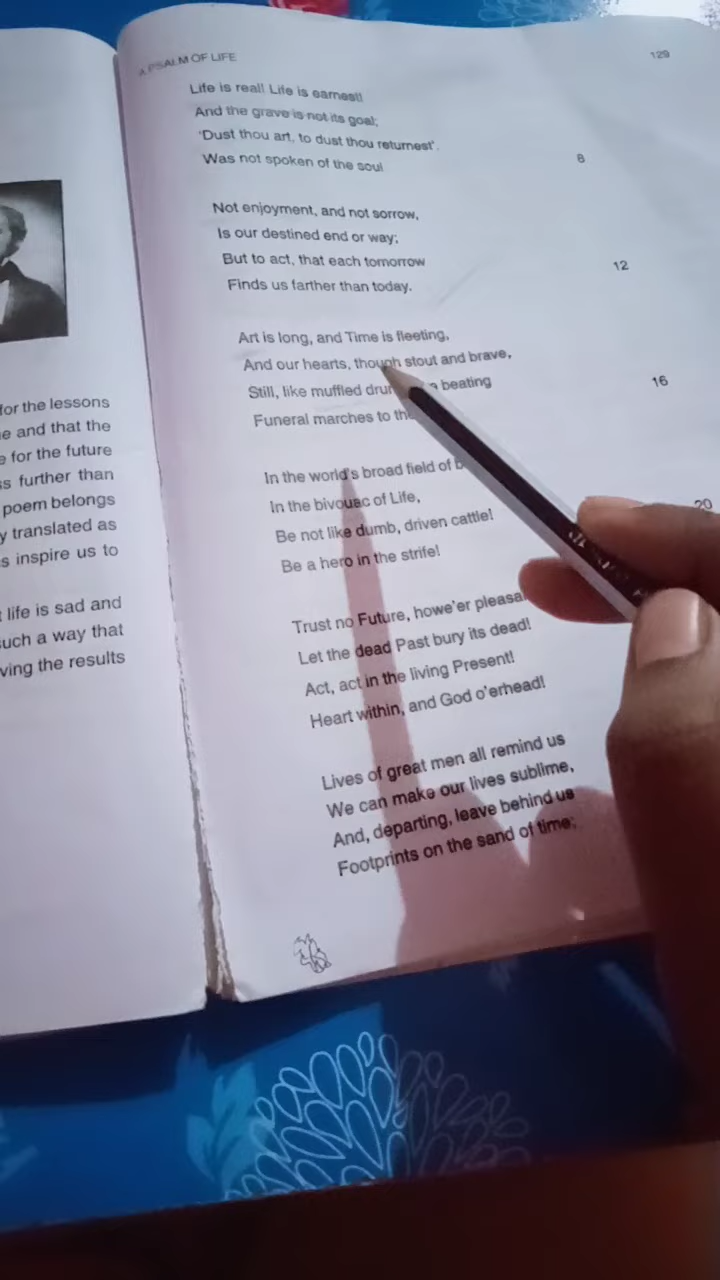 A PSALM OF LIFE
129
Life is real! Life is earnest!
And the grave is not its goal;
'Dust thou art, to dust thou returnest'.
Was not spoken of the soul
8
Not enjoyment, and not sorrow,
Is our destined end or way;
But to act, that each tomorrow
12
Finds us farther than today.
Art is long, and Time is fleeting,
And our hearts, though stout and brave,
Still, like muffled beating
16
Funeral marches to
In the world's broad field of
In the bivouac of Life,
20
Be not like dumb, driven cattle!
Be a hero in the strife!
Trust no Future, howe'er
Let the dead Past bury its dead!
Act, act in the living Present!
Heart within, and God o'erhead!
Lives of great men all remind us
We can make our lives sublime,
And, departing, leave behind us
Footprints on the sand of time;
for the lessons
e and that the
for the future
s further than
poem belongs
y translated as
s inspire us to
life is sad and
such a way that
ving the results